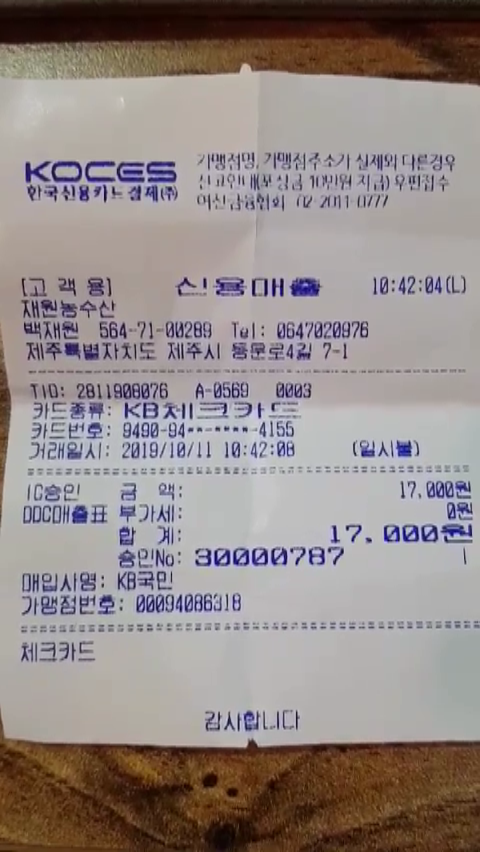 KOCES
한국신용카드결제(주)
가맹점명, 가맹점주소가 실제와 다른경우
신고안내(포상금 10만원 지급) 우편접수
여신금융협회 02-2011-0777
[고 객 용] 신용매출 10:42:04(L)
재원농수산
백재원 564-71-00289 Tel: 0647020976
제주특별자치도 제주시 동문로4길 7-1
TID: 2811908076 A-0569 0003
카드종류: KB체크카드
카드번호: 9490-94**-****-4155
거래일시: 2019/10/11 10:42:08 (일시불)
IC승인 금 액: 17,000원
DDC매출표 부가세: 0원
합 계: 17,000원
승인No: 30000787
매입사명: KB국민
가맹점번호: 00094086318
체크카드
감사합니다